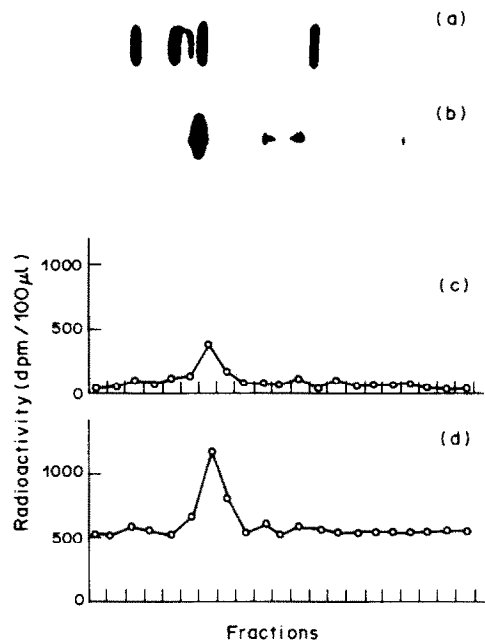 (a)
(b)
(c)
1000
500
0
(d)
1000
500
0
Radioactivity (dpm/100μl)
Fractions